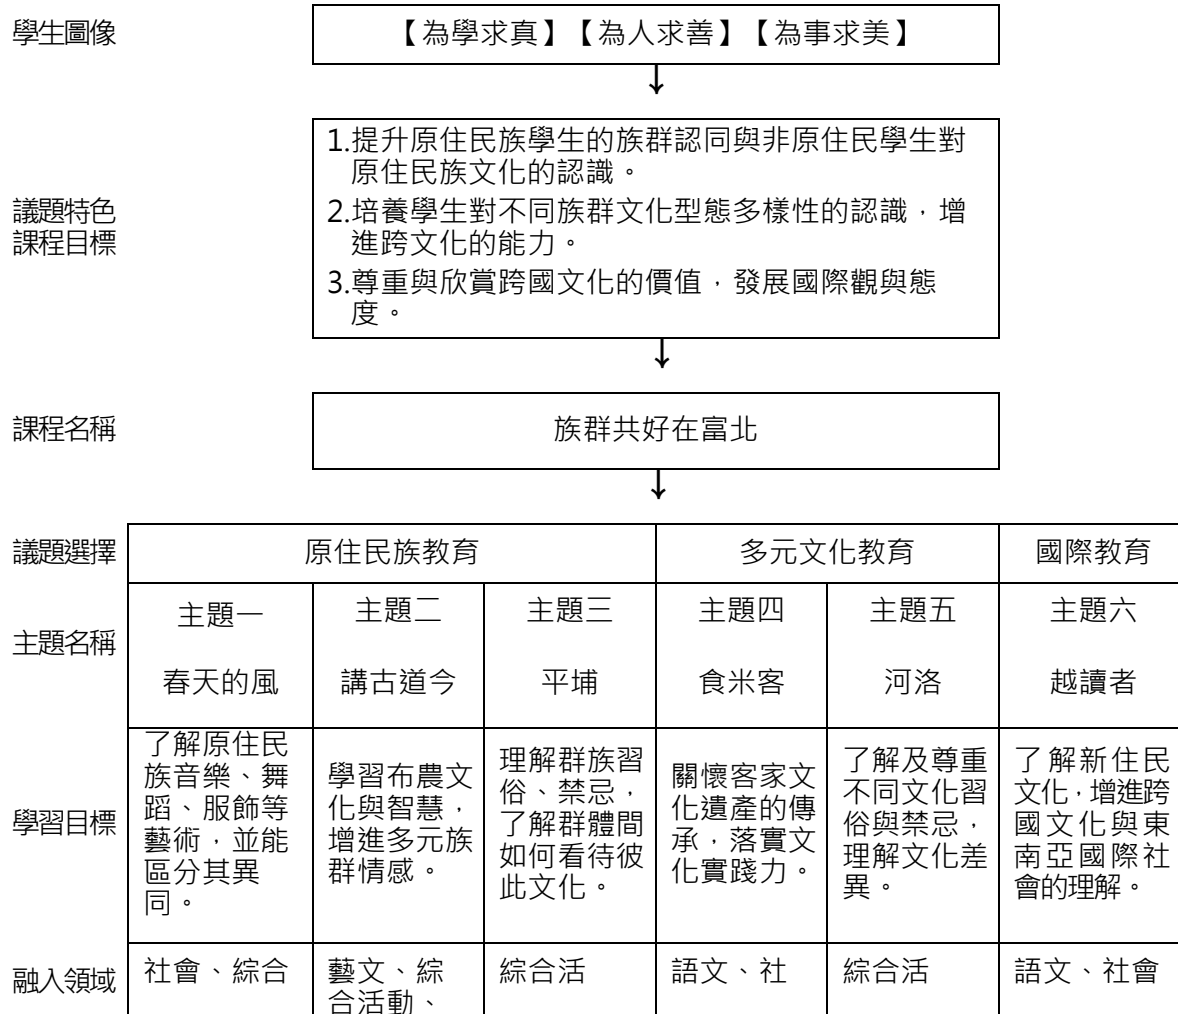 學生圖像
【為學求真】【為人求善】【為事求美】
↓
議題特色
課程目標
1.提升原住民族學生的族群認同與非原住民學生對
原住民族文化的認識。
2.培養學生對不同族群文化型態多樣性的認識，增
進跨文化的能力。
3.尊重與欣賞跨國文化的價值，發展國際觀與態
度。
↓
課程名稱
族群共好在富北
↓
議題選擇
原住民族教育
多元文化教育
國際教育
主題名稱
主題一
春天的風
主題二
講古道今
主題三
平埔
主題四
食米客
主題五
河洛
主題六
越讀者
學習目標
了解原住民
族音樂、舞
蹈、服飾等
藝術，並能
區分其異
同。
學習布農文
化與智慧，
增進多元族
群情感。
理解群族習
俗、禁忌，
了解群體間
如何看待彼
此文化。
關懷客家文
化遺產的傳
承，落實文
化實踐力。
了解及尊重
不同文化習
俗與禁忌，
理解文化差
異。
了解新住民
文化，增進跨
國文化與東
南亞國際社
會的理解。
融入領域
社會、綜合
藝文、綜
合活動、
綜合活
語文、社
綜合活
語文、社會